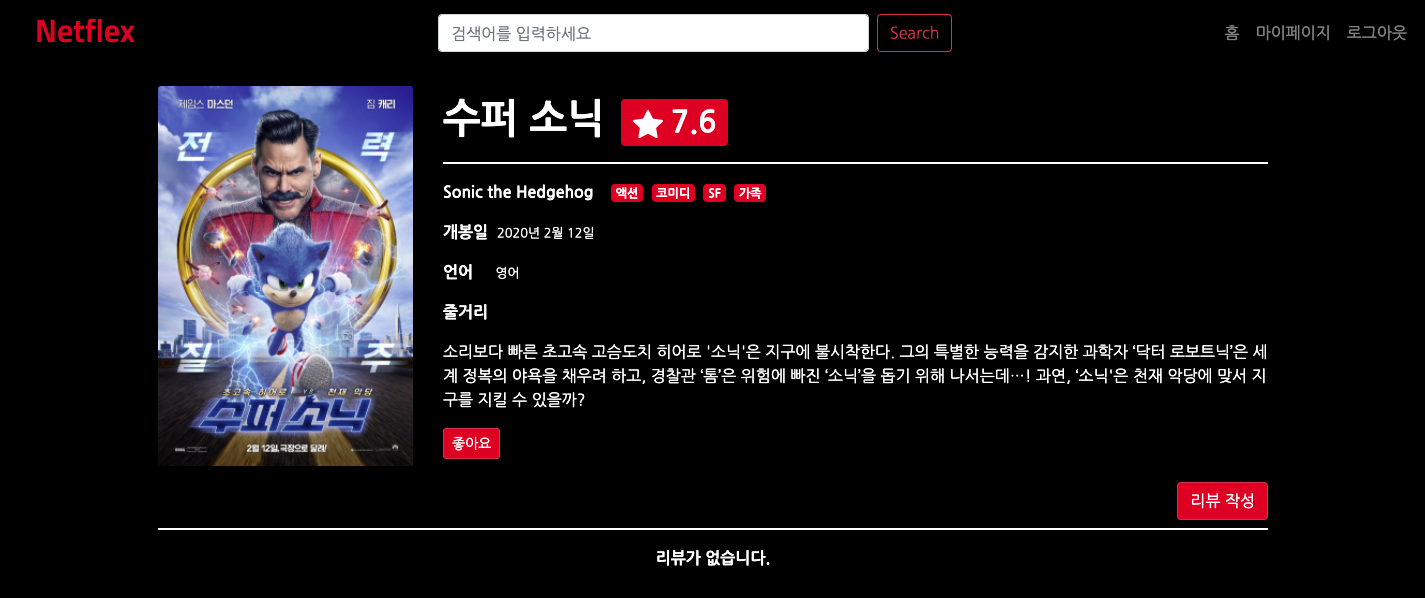 Netflex
검색어를 입력하세요
Search
홈 마이페이지 로그아웃
제임스 마스던
짐 캐리
전 력
질 주
초고속 히어로 VS 천재 악당
수퍼 소닉
2월 12일, 극장으로 달려!
수퍼 소닉 ★ 7.6
Sonic the Hedgehog 액션 코미디 SF 가족
개봉일 2020년 2월 12일
언어 영어
줄거리
소리보다 빠른 초고속 고슴도치 히어로 '소닉'은 지구에 불시착한다. 그의 특별한 능력을 감지한 과학자 ‘닥터 로보트닉’은 세
계 정복의 야욕을 채우려 하고, 경찰관 ‘톰’은 위험에 빠진 ‘소닉’을 돕기 위해 나서는데…! 과연, ‘소닉'은 천재 악당에 맞서 지
구를 지킬 수 있을까?
좋아요
리뷰 작성
리뷰가 없습니다.